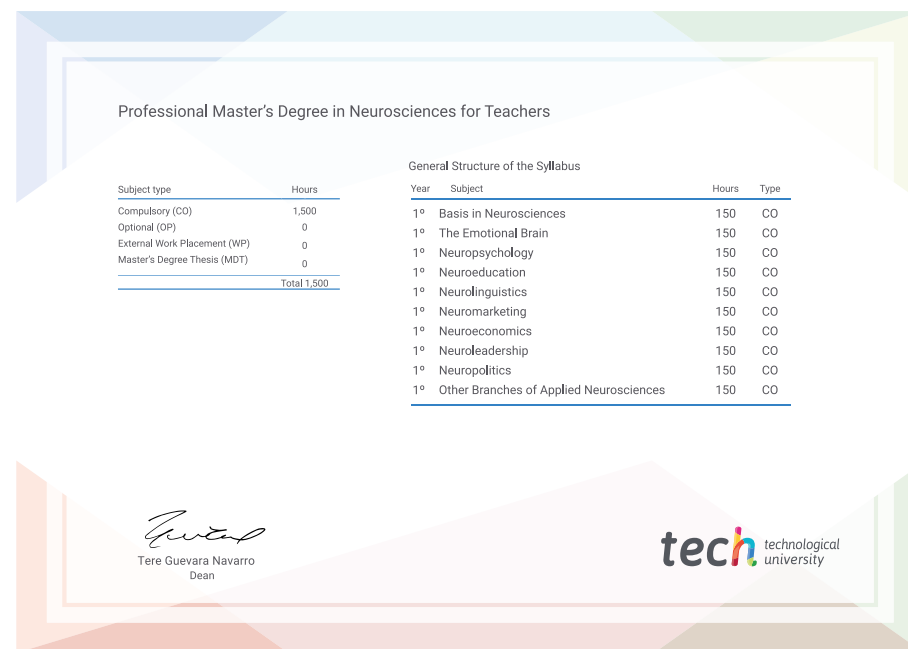 Professional Master's Degree in Neurosciences for Teachers
Subject type Hours
Compulsory (CO) 1,500
Optional (OP) 0
External Work Placement (WP) 0
Master's Degree Thesis (MDT) 0
Total 1,500
General Structure of the Syllabus
Year Subject Hours Type
1º Basis in Neurosciences 150 CO
1º The Emotional Brain 150 CO
1º Neuropsychology 150 CO
1º Neuroeducation 150 CO
1º Neurolinguistics 150 CO
1º Neuromarketing 150 CO
1º Neuroeconomics 150 CO
1º Neuroleadership 150 CO
1º Neuropolitics 150 CO
1º Other Branches of Applied Neurosciences 150 CO
Tere Guevara Navarro
Dean
tech technological
university